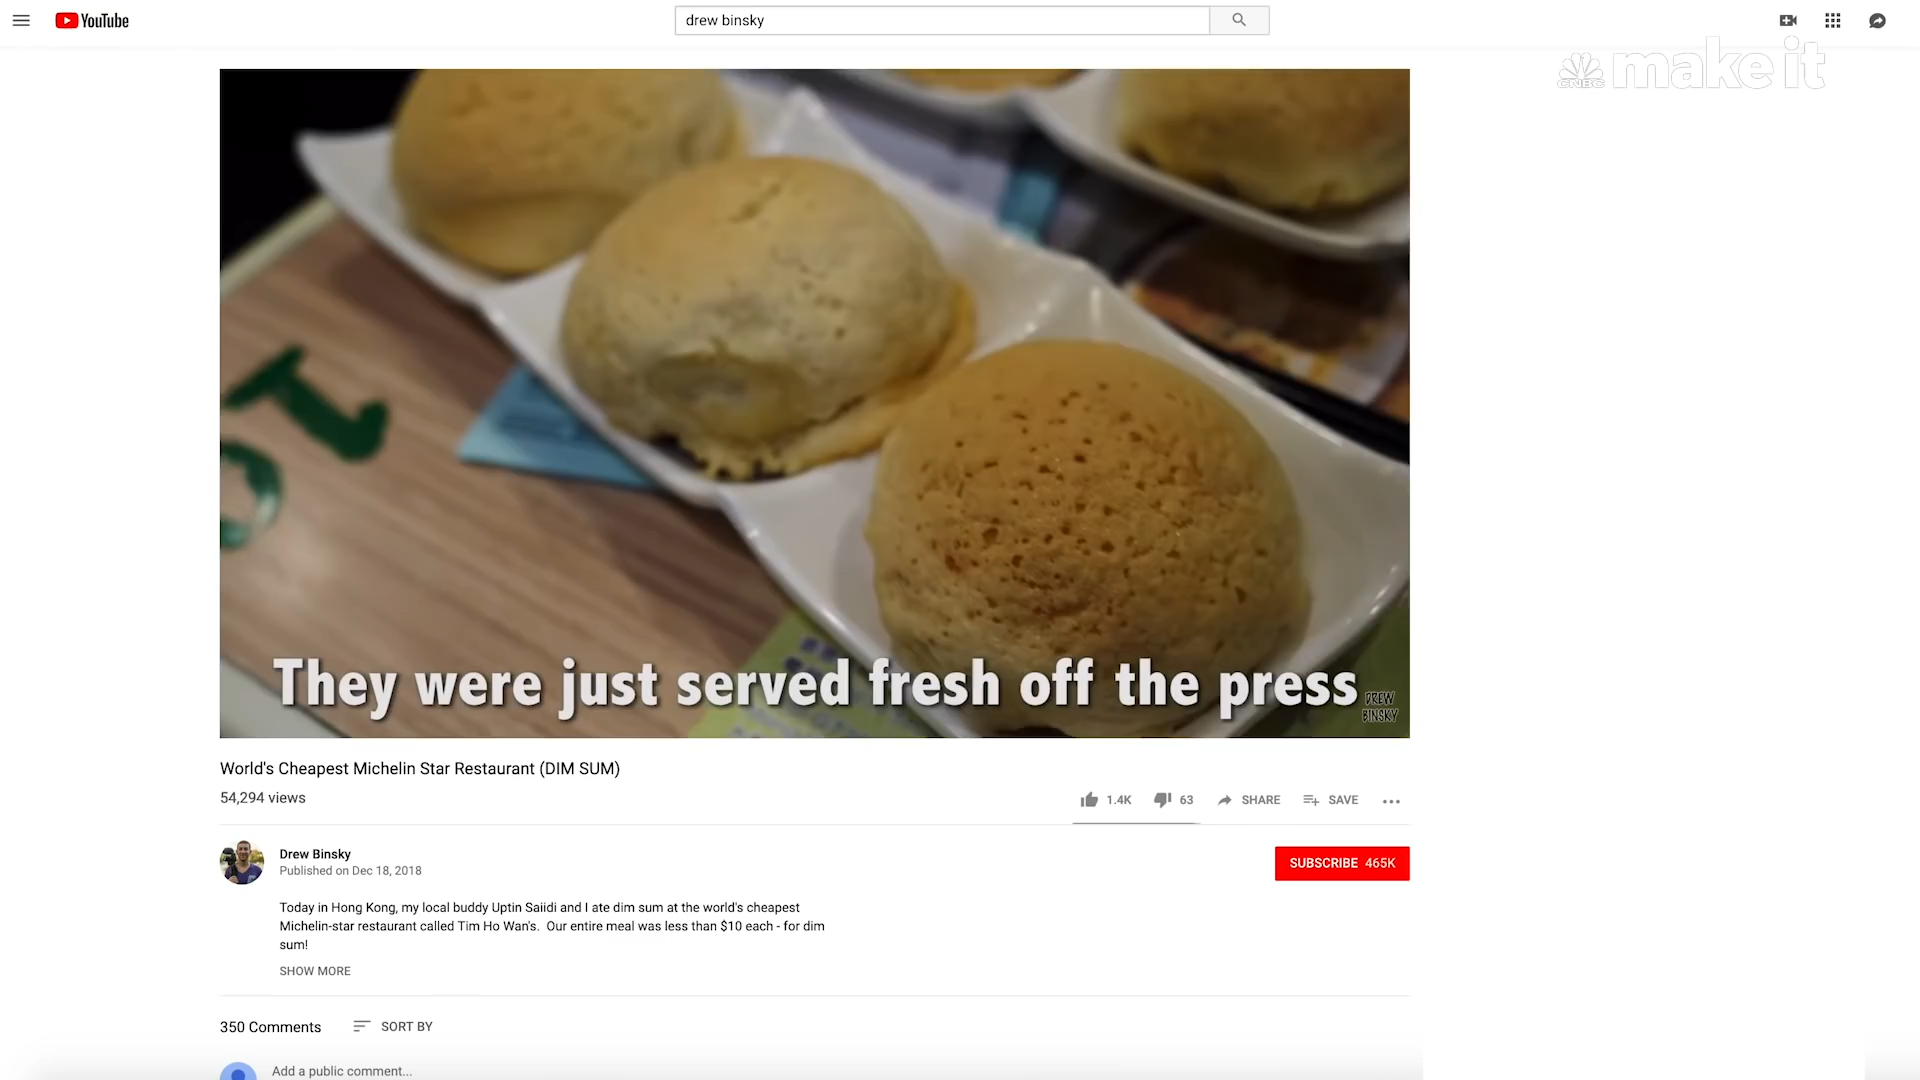 YouTube
drew binsky
CNBC make it
They were just served fresh off the press
DREW
BINSKY
World's Cheapest Michelin Star Restaurant (DIM SUM)
54,294 views
1.4K 63 SHARE SAVE
Drew Binsky
Published on Dec 18, 2018
SUBSCRIBE 465K
Today in Hong Kong, my local buddy Uptin Saiidi and I ate dim sum at the world's cheapest
Michelin-star restaurant called Tim Ho Wan's. Our entire meal was less than $10 each - for dim
sum!
SHOW MORE
350 Comments SORT BY
Add a public comment...